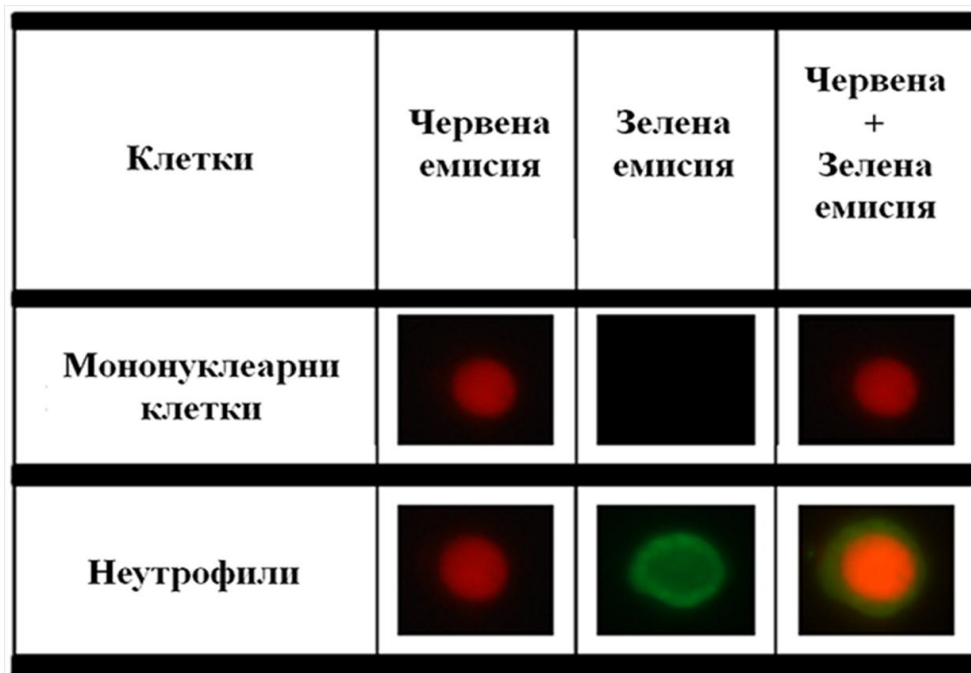 Клетки
Червена
емисия
Зелена
емисия
Червена
+
Зелена
емисия
Мононуклеарни
клетки
Неутрофили